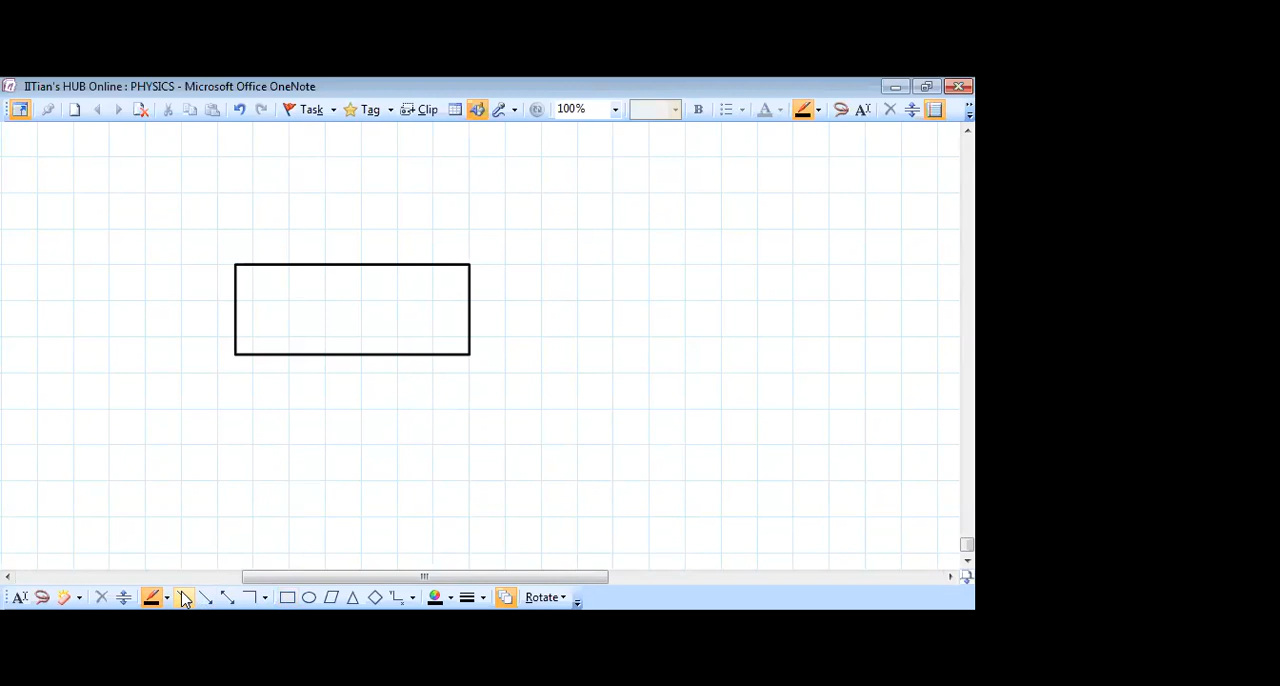 IITian's HUB Online : PHYSICS - Microsoft Office OneNote
Task Tag Clip 100% B A A
A Rotate